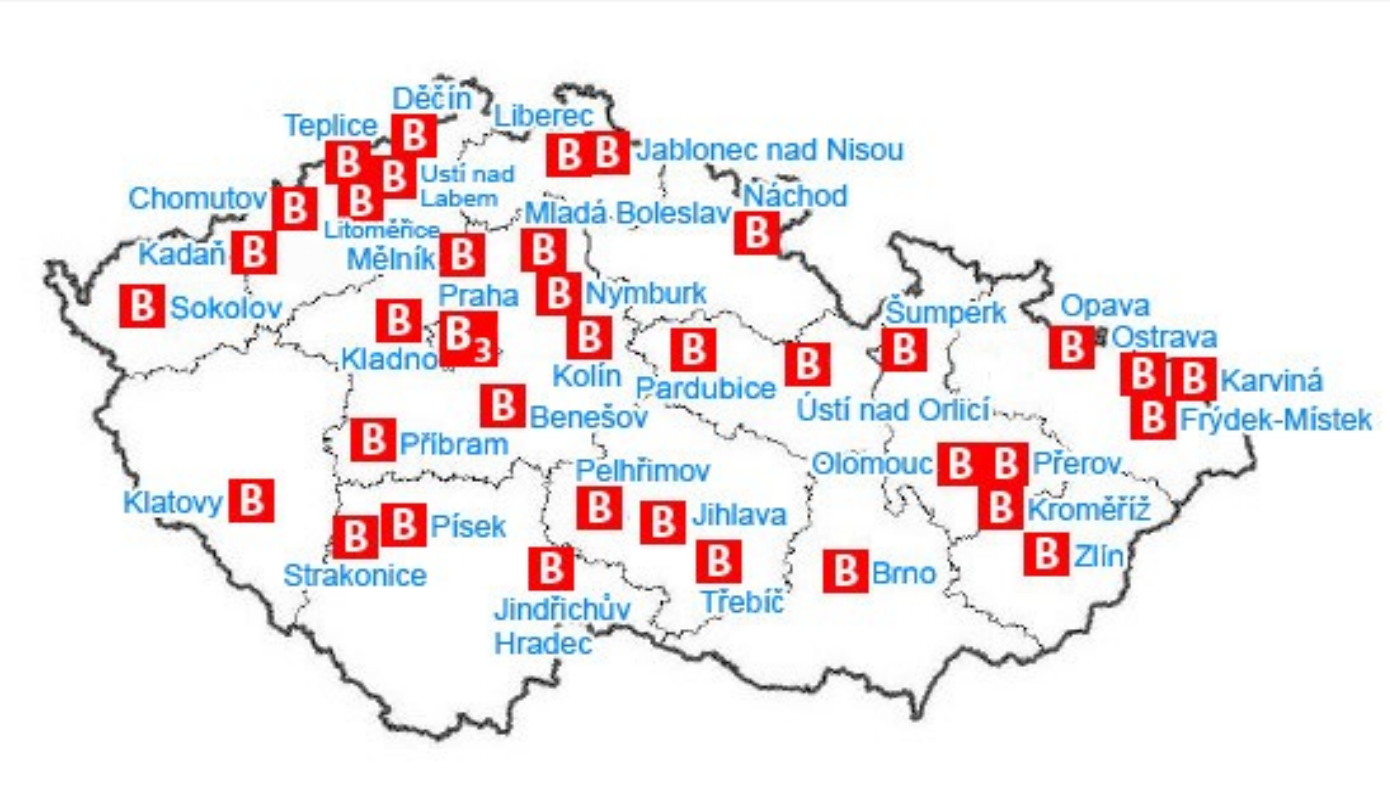 Děčín
Teplice
B
Liberec
B
B
B
Jablonec nad Nisou
B
Ustí nad
Labem
Chomutov
B
B
Litoměřice
Náchod
Mladá Boleslav
B
Kadaň
B
Mělník
B
B
Sokolov
B
Praha
B
Nymburk
Kladno
B
B3
B
Kolín
B
Pardubice
B
Ústí nad Orlicí
Šumperk
B
Opava
B
Ostrava
B
B
Karviná
B
Frýdek-Místek
B
Benešov
B
Příbram
Olomouc
B
B
Přerov
B
Kroměříž
B
Zlín
Klatovy
B
B
B
Písek
Strakonice
Pelhřimov
B
B
Jihlava
B
Třebíč
B
Brno
B
Jindřichův
Hradec